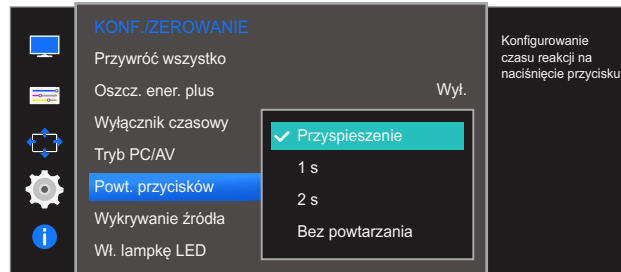 KONF./ZEROWANIE
Przywróć wszystko
Oszcz. ener. plus
Wył.
Wyłącznik czasowy
Tryb PC/AV
Powt. przycisków
Wykrywanie źródła
Wł. lampkę LED
Przyspieszenie
1 s
2 s
Bez powtarzania
Konfigurowanie
czasu reakcji na
naciśnięcie przycisku